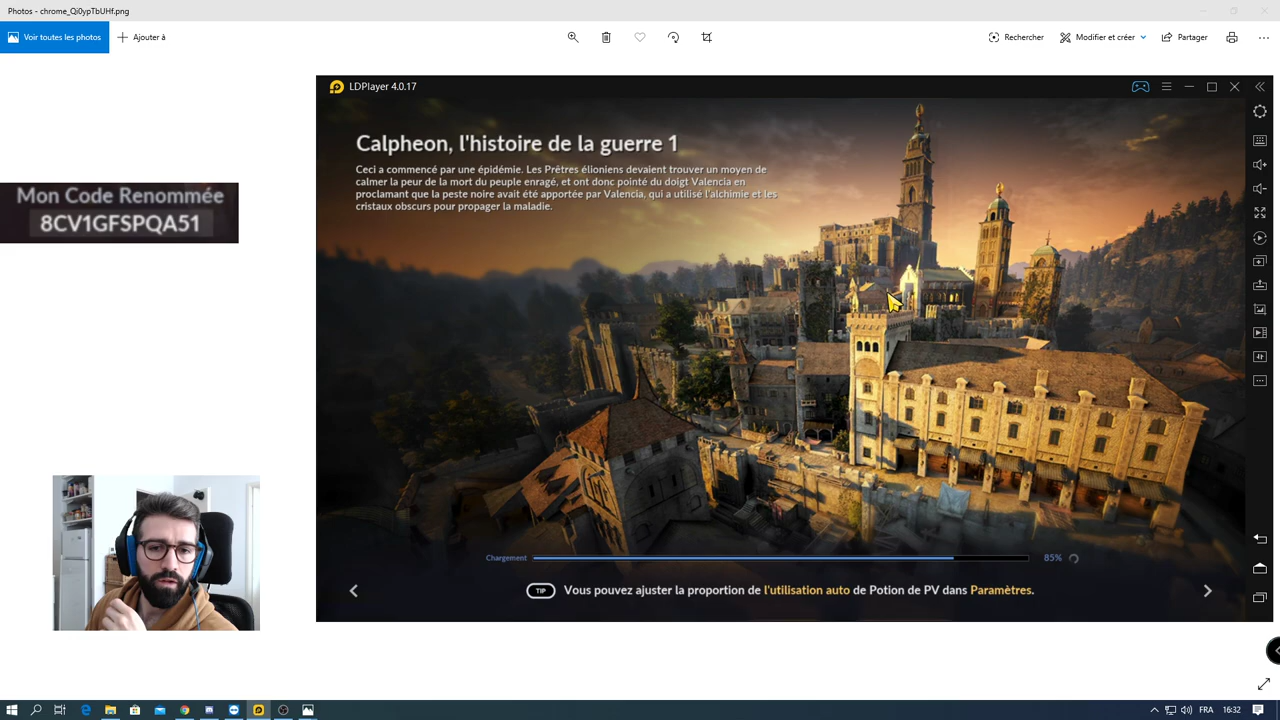 Photos - chrome_Qi0ypTbUHf.png
Voir toutes les photos
Ajouter à
Rechercher
Modifier et créer
Partager
LDPlayer 4.0.17
Calpheon, l'histoire de la guerre 1
Ceci a commencé par une épidémie. Les Prêtres élioniens devaient trouver un moyen de
calmer la peur de la mort du peuple enragé, et ont donc pointé du doigt Valencia en
proclamant que la peste noire avait été apportée par Valencia, qui a utilisé l'alchimie et les
cristaux obscurs pour propager la maladie.
Mon Code Renommée
8CV1GFSPQA51
Chargement
85%
TIP
Vous pouvez ajuster la proportion de l'utilisation auto de Potion de PV dans Paramètres.
FRA
16:32